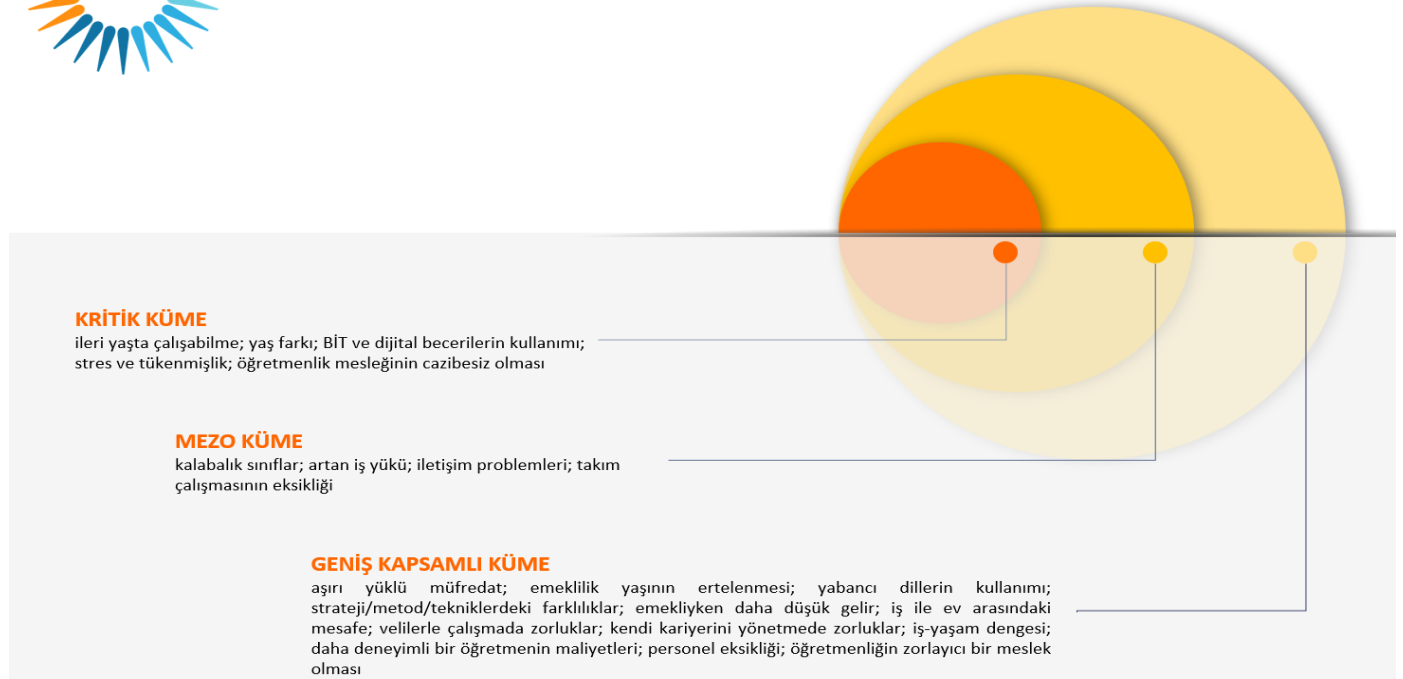 KRİTİK KÜME
ileri yaşta çalışabilme; yaş farkı; BİT ve dijital becerilerin kullanımı;
stres ve tükenmişlik; öğretmenlik mesleğinin cazibesiz olması
MEZO KÜME
kalabalık sınıflar; artan iş yükü; iletişim problemleri; takım
çalışmasının eksikliği
GENİŞ KAPSAMLI KÜME
aşırı yüklü müfredat; emeklilik yaşının ertelenmesi; yabancı dillerin kullanımı;
strateji/metod/tekniklerdeki farklılıklar; emekliyken daha düşük gelir; iş ile ev arasındaki
mesafe; velilerle çalışmada zorluklar; kendi kariyerini yönetmede zorluklar; iş-yaşam dengesi;
daha deneyimli bir öğretmenin maliyetleri; personel eksikliği; öğretmenliğin zorlayıcı bir meslek
olması